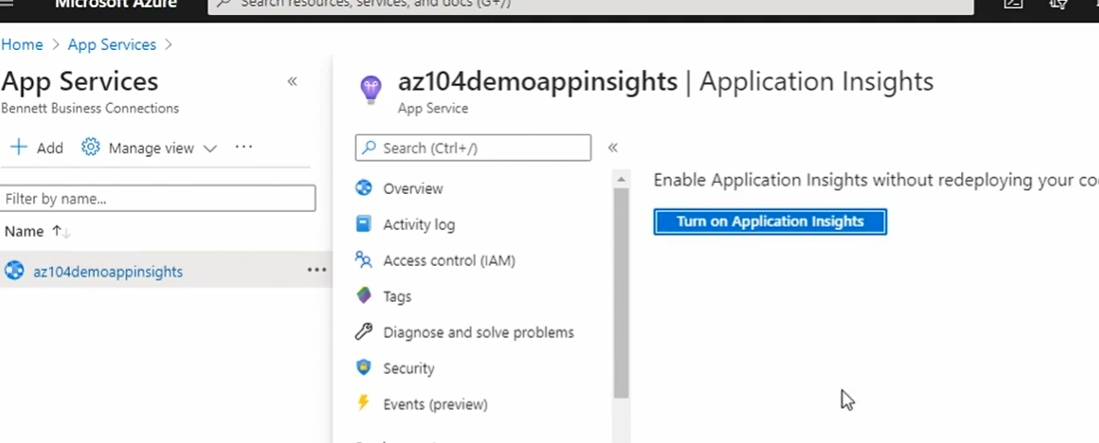 Microsoft Azure
Search resources, services, and docs (G+/)
Home > App Services >
App Services
Bennett Business Connections
+ Add Manage view ...
Filter by name...
Name ↑↓
az104demoappinsights ...
az104demoappinsights | Application Insights
App Service
Search (Ctrl+/)
Overview
Activity log
Access control (IAM)
Tags
Diagnose and solve problems
Security
Events (preview)
Enable Application Insights without redeploying your co
Turn on Application Insights